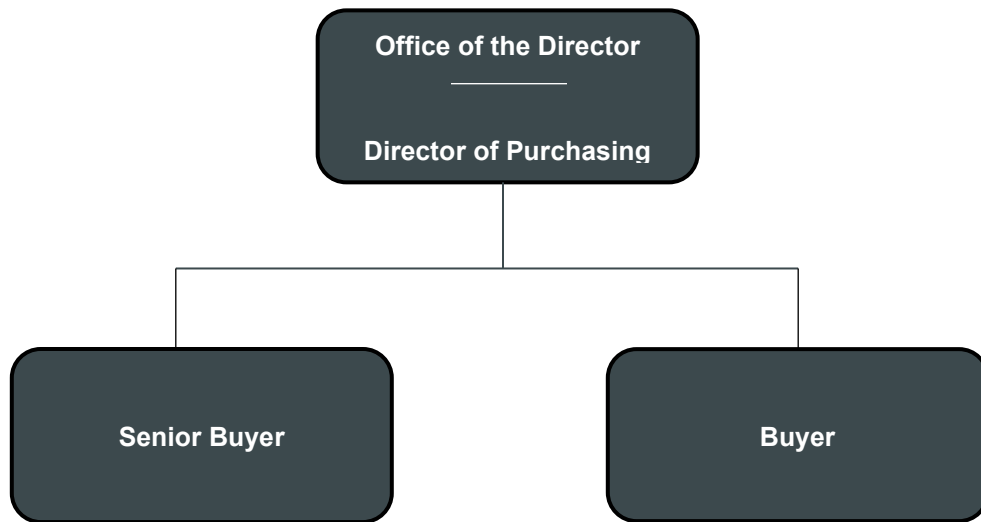 Office of the Director
Director of Purchasing
Senior Buyer
Buyer